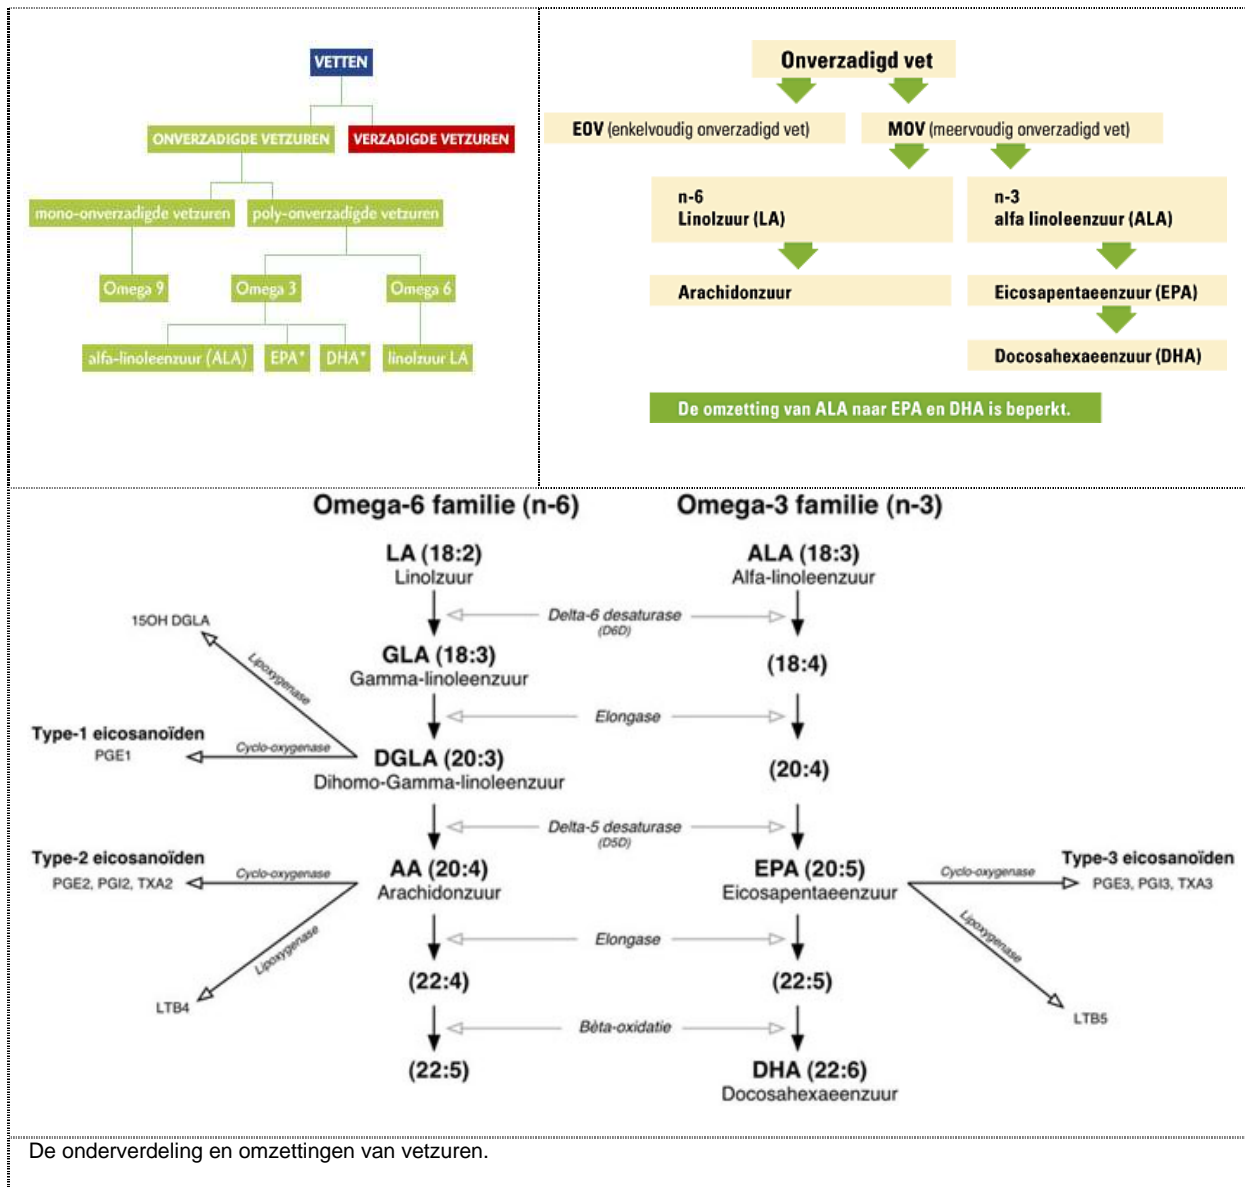 VETTEN
ONVERZADIGDE VETZUREN
VERZADIGDE VETZUREN
mono-onverzadigde vetzuren
poly-onverzadigde vetzuren
Omega 9
Omega 3
Omega 6
alfa-linoleenzuur (ALA)
EPA*
DHA*
linolzuur LA
Onverzadigd vet
EOV (enkelvoudig onverzadigd vet)
MOV (meervoudig onverzadigd vet)
n-6
Linolzuur (LA)
n-3
alfa linoleenzuur (ALA)
Arachidonzuur
Eicosapentaeenzuur (EPA)
Docosahexaeenzuur (DHA)
De omzetting van ALA naar EPA en DHA is beperkt.
Omega-6 familie (n-6)
Omega-3 familie (n-3)
LA (18:2)
Linolzuur
ALA (18:3)
Alfa-linoleenzuur
Delta-6 desaturase
(D6D)
15OH DGLA
Lipoxygenase
GLA (18:3)
Gamma-linoleenzuur
(18:4)
Elongase
Type-1 eicosanoïden
PGE1
Cyclo-oxygenase
DGLA (20:3)
Dihomo-Gamma-linoleenzuur
(20:4)
Delta-5 desaturase
(D5D)
Type-2 eicosanoïden
PGE2, PGI2, TXA2
Cyclo-oxygenase
AA (20:4)
Arachidonzuur
EPA (20:5)
Eicosapentaeenzuur
Cyclo-oxygenase
Type-3 eicosanoïden
PGE3, PGI3, TXA3
Lipoxygenase
Lipoxygenase
Elongase
(22:4)
(22:5)
LTB4
LTB5
Bèta-oxidatie
(22:5)
DHA (22:6)
Docosahexaeenzuur
De onderverdeling en omzettingen van vetzuren.